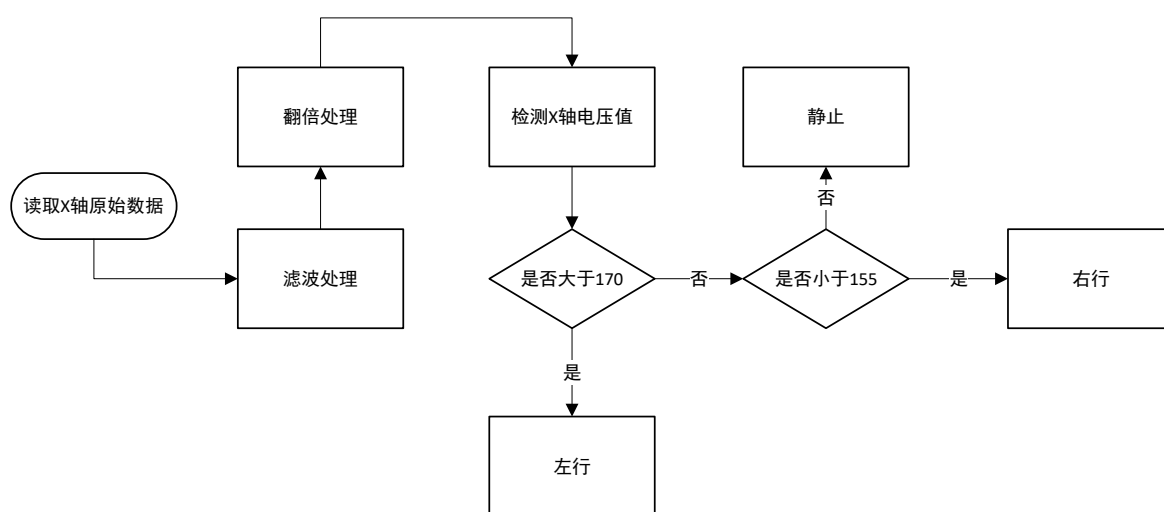 翻倍处理
检测X轴电压值
静止
读取X轴原始数据
否
滤波处理
是否大于170
否
是否小于155
是
右行
是
左行